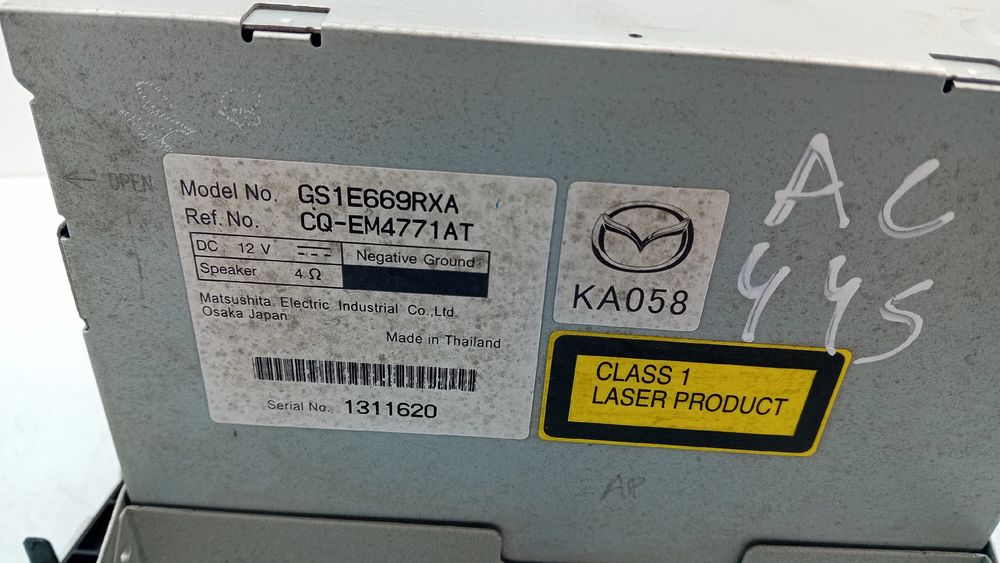 ← OPEN
Model No. GS1E669RXA
Ref. No. CQ-EM4771AT
DC 12 V Negative Ground
Speaker 4 Ω
Matsushita Electric Industrial Co.,Ltd.
Osaka Japan
Made in Thailand
Serial No. 1311620
KA058
CLASS 1
LASER PRODUCT
AC
445
AP